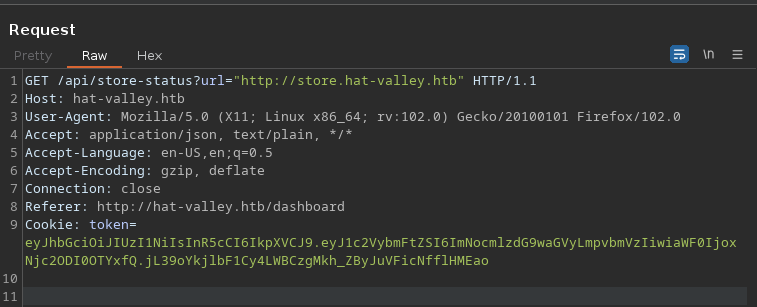 Request
Pretty Raw Hex
\n
1 GET /api/store-status?url="http://store.hat-valley.htb" HTTP/1.1
2 Host: hat-valley.htb
3 User-Agent: Mozilla/5.0 (X11; Linux x86_64; rv:102.0) Gecko/20100101 Firefox/102.0
4 Accept: application/json, text/plain, */*
5 Accept-Language: en-US,en;q=0.5
6 Accept-Encoding: gzip, deflate
7 Connection: close
8 Referer: http://hat-valley.htb/dashboard
9 Cookie: token=
eyJhbGciOiJIUzI1NiIsInR5cCI6IkpXVCJ9.eyJ1c2VybmFtZSI6ImNocmlzdG9waGVyLmpvbmVzIiwiaWF0Ijox
Njc2ODI0OTYxfQ.jL39oYkjlbF1Cy4LWBCzgMkh_ZByJuVFicNfflHMEao
10
11